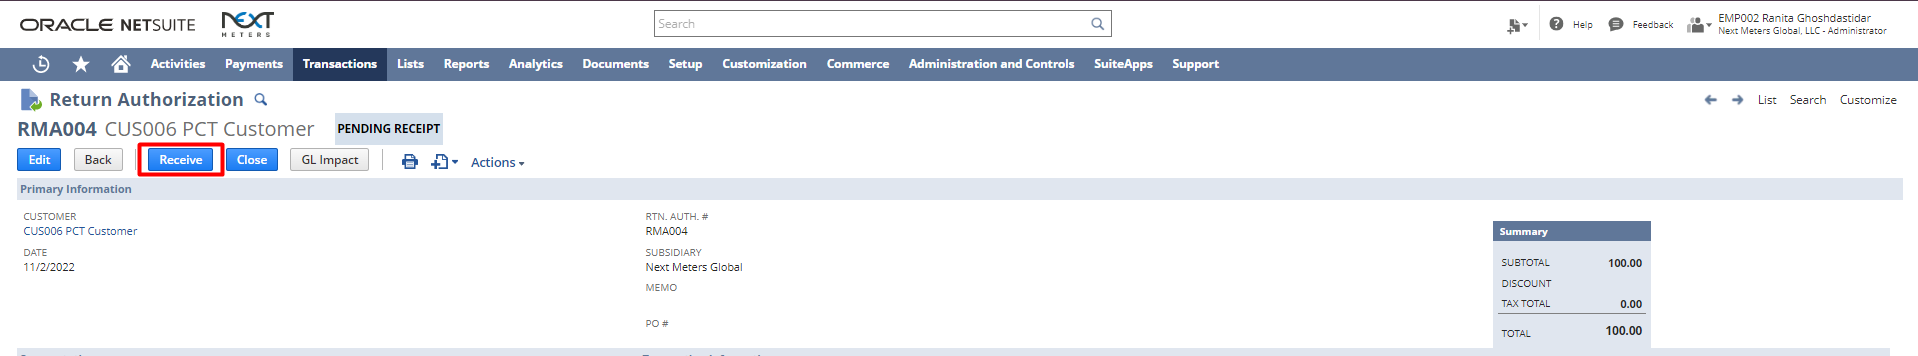 ORACLE NETSUITE NEXT METERS Search Help Feedback EMP002 Ranita Ghoshdastidar
Next Meters Global, LLC - Administrator
Activities Payments Transactions Lists Reports Analytics Documents Setup Customization Commerce Administration and Controls SuiteApps Support
Return Authorization List Search Customize
RMA004 CUS006 PCT Customer PENDING RECEIPT
Edit Back Receive Close GL Impact Actions
Primary Information
CUSTOMER
CUS006 PCT Customer
DATE
11/2/2022
RTN. AUTH. #
RMA004
SUBSIDIARY
Next Meters Global
MEMO
PO #
Summary
SUBTOTAL 100.00
DISCOUNT
TAX TOTAL 0.00
TOTAL 100.00